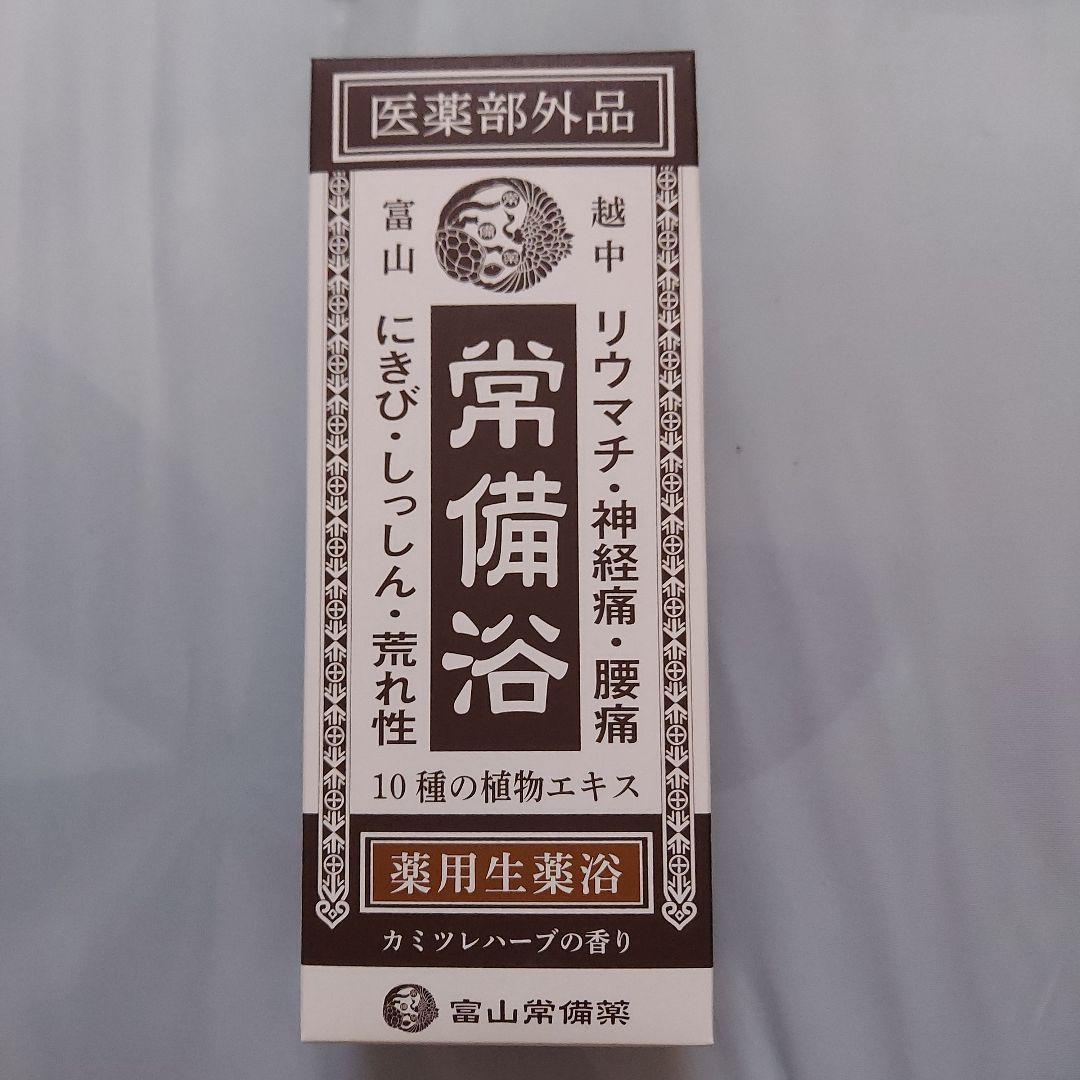 医薬部外品
越中
富山
常備薬
リウマチ・神経痛・腰痛
常備浴
にきび・しっしん・荒れ性
10種の植物エキス
薬用生薬浴
カミツレハーブの香り
富山常備薬